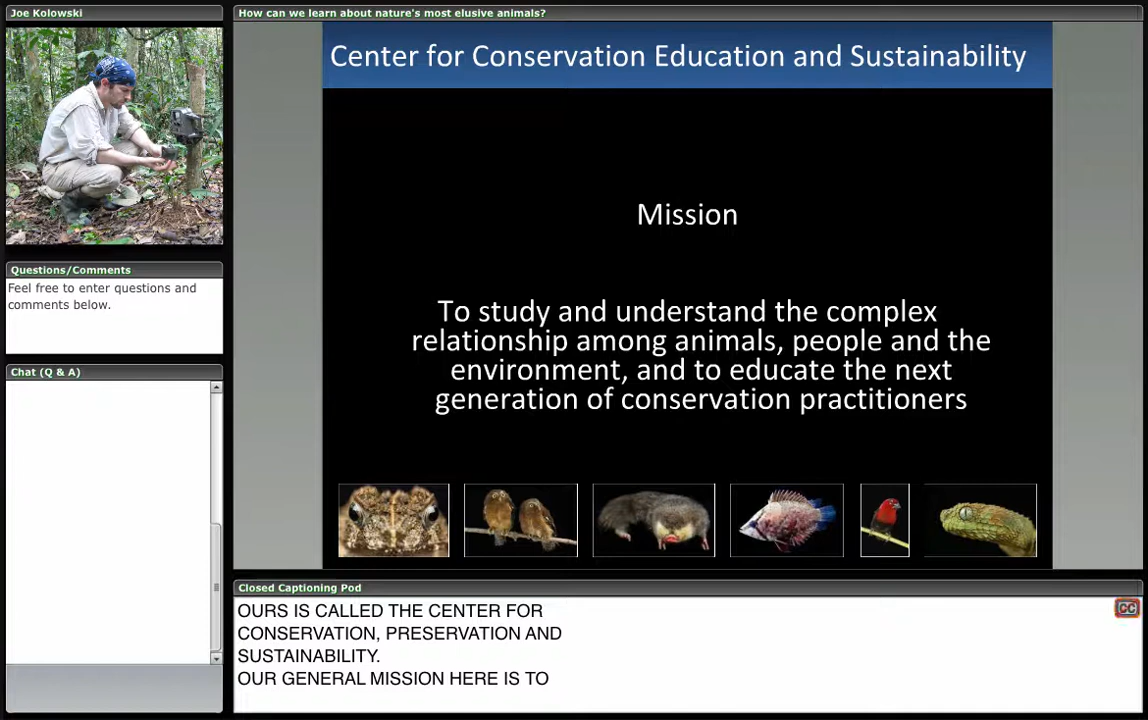 Joe Kolowski
How can we learn about nature's most elusive animals?
Center for Conservation Education and Sustainability
Mission
To study and understand the complex
relationship among animals, people and the
environment, and to educate the next
generation of conservation practitioners
Questions/Comments
Feel free to enter questions and
comments below.
Chat (Q & A)
Closed Captioning Pod
OURS IS CALLED THE CENTER FOR
CONSERVATION, PRESERVATION AND
SUSTAINABILITY.
OUR GENERAL MISSION HERE IS TO
CC